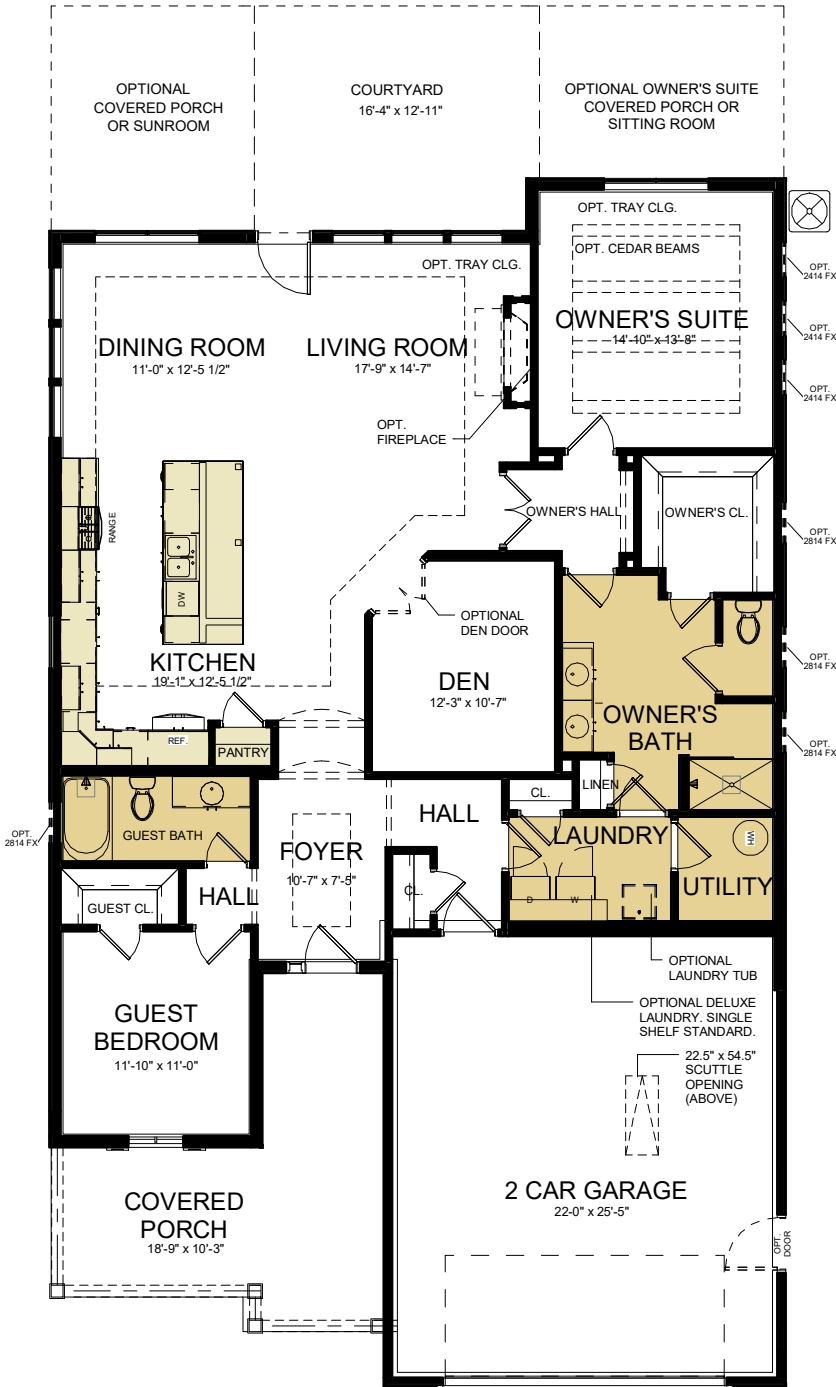 OPTIONAL
COVERED PORCH
OR SUNROOM
COURTYARD
16'-4" x 12'-11"
OPTIONAL OWNER'S SUITE
COVERED PORCH OR
SITTING ROOM
OPT. TRAY CLG.
OPT. CEDAR BEAMS
OWNER'S SUITE
14'-10" x 13'-8"
OPT.
2414 FX
OPT.
2414 FX
OPT.
2414 FX
OPT. TRAY CLG.
DINING ROOM
11'-0" x 12'-5 1/2"
LIVING ROOM
17'-9" x 14'-7"
OPT.
FIREPLACE
OWNER'S HALL
OWNER'S CL.
OPT.
2814 FX
RANGE
DW
KITCHEN
19'-1" x 12'-5 1/2"
REF.
PANTRY
OPTIONAL
DEN DOOR
DEN
12'-3" x 10'-7"
OWNER'S
BATH
OPT.
2814 FX
OPT.
2814 FX
LINEN
CL.
HALL
LAUNDRY
D
W
WH
UTILITY
OPT.
2814 FX
GUEST BATH
FOYER
10'-7" x 7'-5"
CL.
GUEST CL.
HALL
GUEST
BEDROOM
11'-10" x 11'-0"
OPTIONAL
LAUNDRY TUB
OPTIONAL DELUXE
LAUNDRY. SINGLE
SHELF STANDARD.
22.5" x 54.5"
SCUTTLE
OPENING
(ABOVE)
COVERED
PORCH
18'-9" x 10'-3"
2 CAR GARAGE
22-0" x 25'-5"
OPT.
DOOR